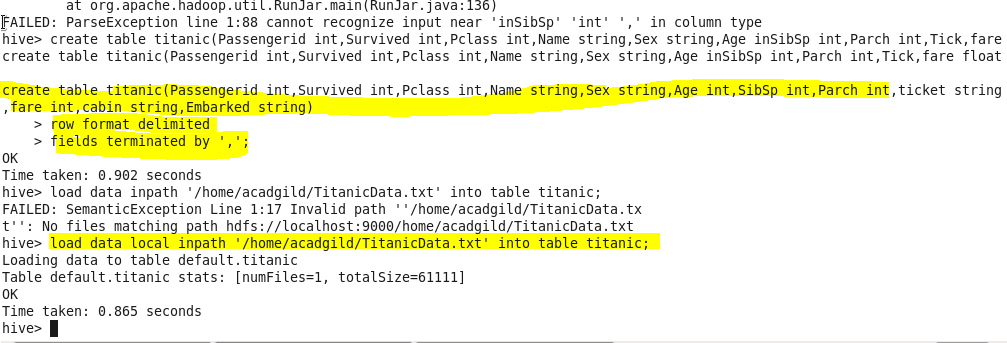 at org.apache.hadoop.util.RunJar.main(RunJar.java:136)
FAILED: ParseException line 1:88 cannot recognize input near 'inSibSp' 'int' ',' in column type
hive> create table titanic(Passengerid int,Survived int,Pclass int,Name string,Sex string,Age inSibSp int,Parch int,Tick,fare
create table titanic(Passengerid int,Survived int,Pclass int,Name string,Sex string,Age inSibSp int,Parch int,Tick,fare float
create table titanic(Passengerid int,Survived int,Pclass int,Name string,Sex string,Age int,SibSp int,Parch int,ticket string
,fare int,cabin string,Embarked string)
> row format delimited
> fields terminated by ',';
OK
Time taken: 0.902 seconds
hive> load data inpath '/home/acadgild/TitanicData.txt' into table titanic;
FAILED: SemanticException Line 1:17 Invalid path ''/home/acadgild/TitanicData.tx
t'': No files matching path hdfs://localhost:9000/home/acadgild/TitanicData.txt
hive> load data local inpath '/home/acadgild/TitanicData.txt' into table titanic;
Loading data to table default.titanic
Table default.titanic stats: [numFiles=1, totalSize=61111]
OK
Time taken: 0.865 seconds
hive>